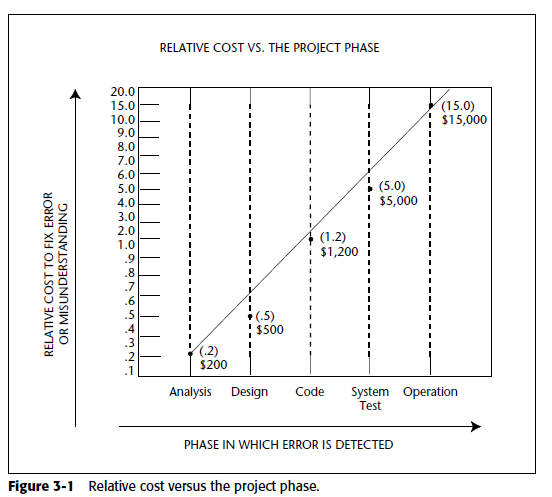 RELATIVE COST VS. THE PROJECT PHASE
20.0
15.0
10.0
9.0
8.0
7.0
6.0
5.0
4.0
3.0
2.0
1.0
.9
.8
.7
.6
.5
.4
.3
.2
.1
RELATIVE COST TO FIX ERROR
OR MISUNDERSTANDING
(.2)
$200
(.5)
$500
(1.2)
$1,200
(5.0)
$5,000
(15.0)
$15,000
Analysis
Design
Code
System
Test
Operation
PHASE IN WHICH ERROR IS DETECTED
Figure 3-1 Relative cost versus the project phase.